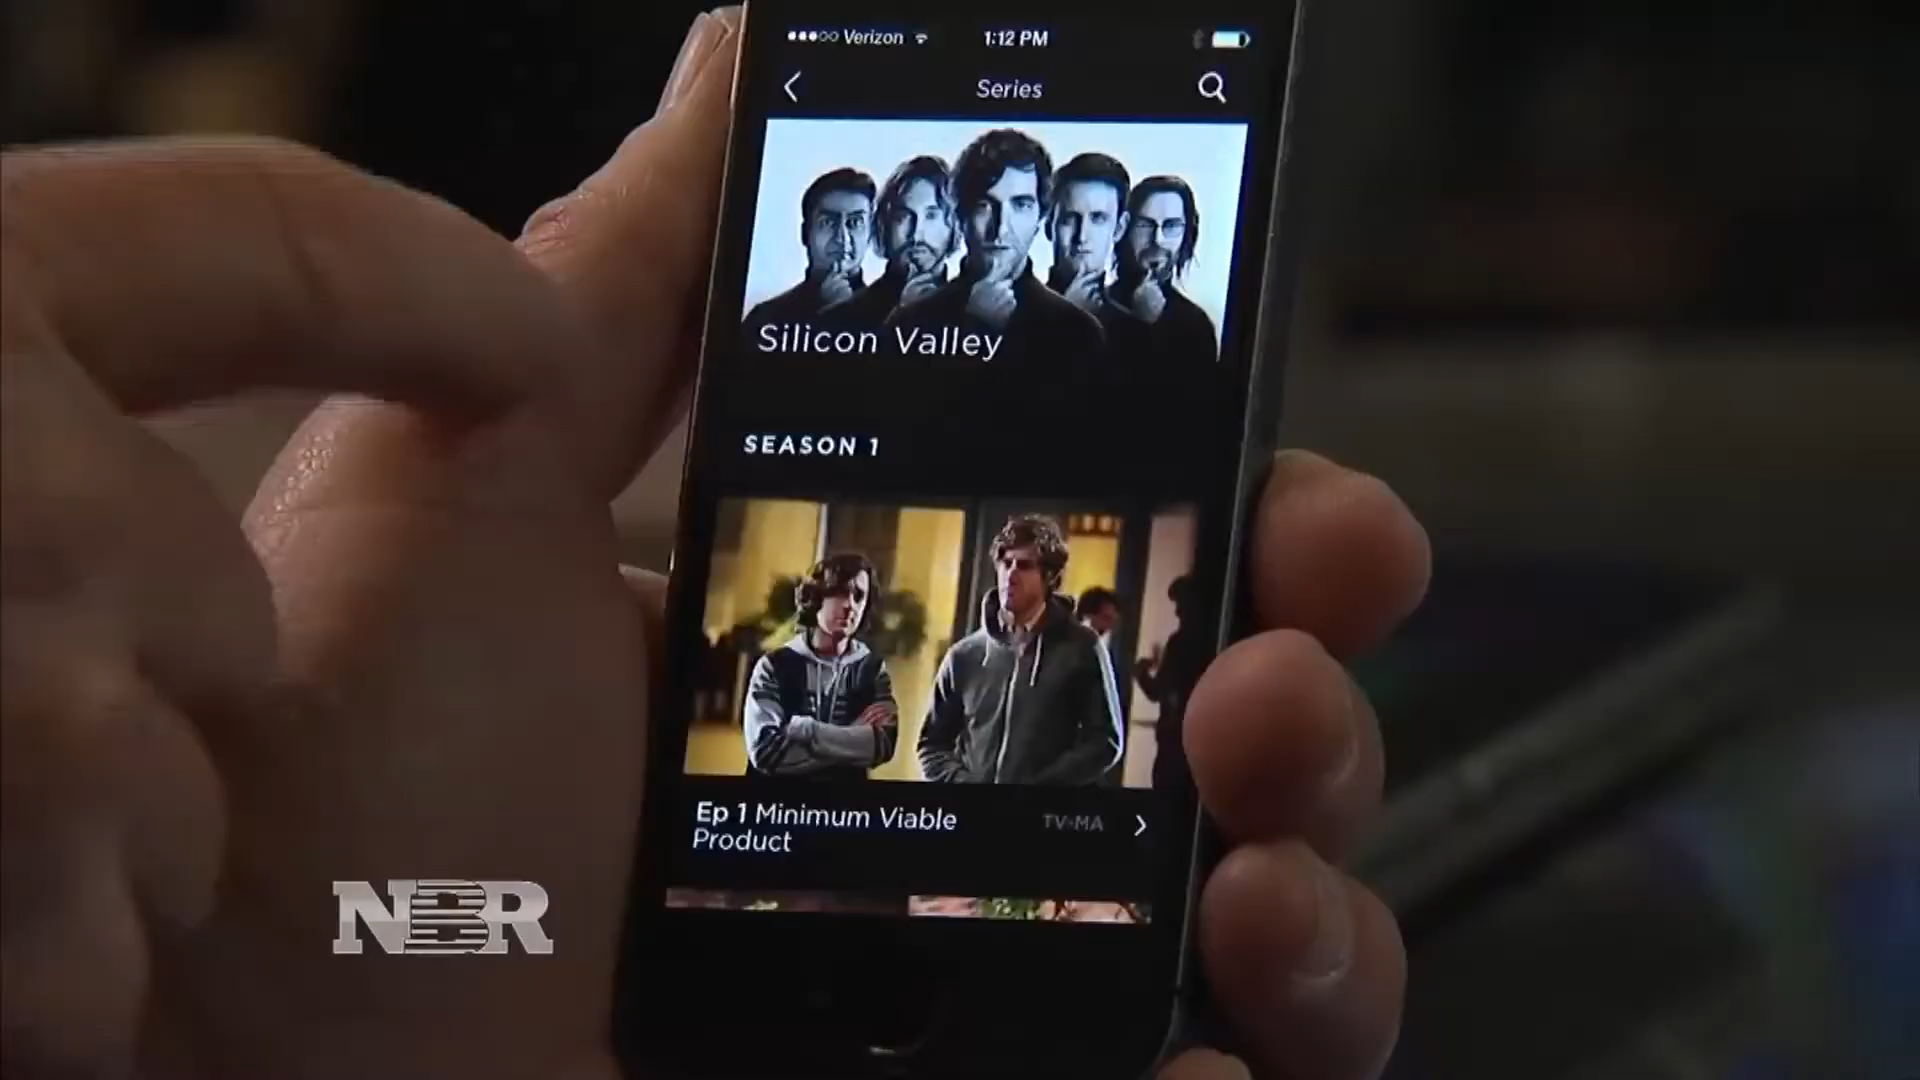 Verizon 1:12 PM
Series
Silicon Valley
SEASON 1
Ep 1 Minimum Viable TV-MA
Product
NBR